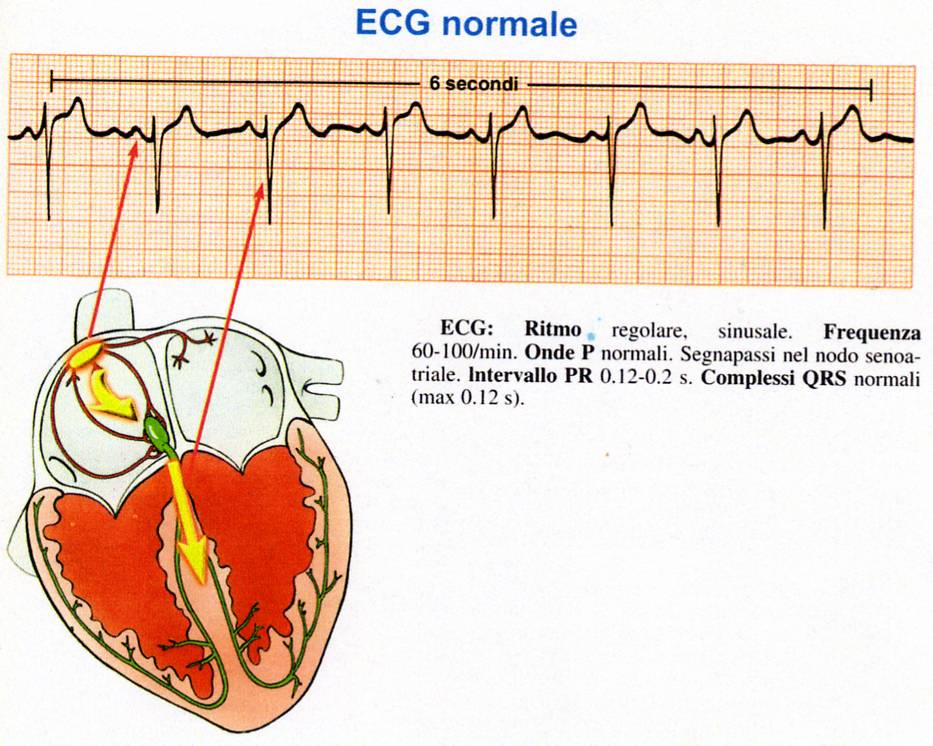 ECG normale
6 secondi
ECG: Ritmo regolare, sinusale. Frequenza
60-100/min. Onde P normali. Segnapassi nel nodo senoa-
triale. Intervallo PR 0.12-0.2 s. Complessi QRS normali
(max 0.12 s).